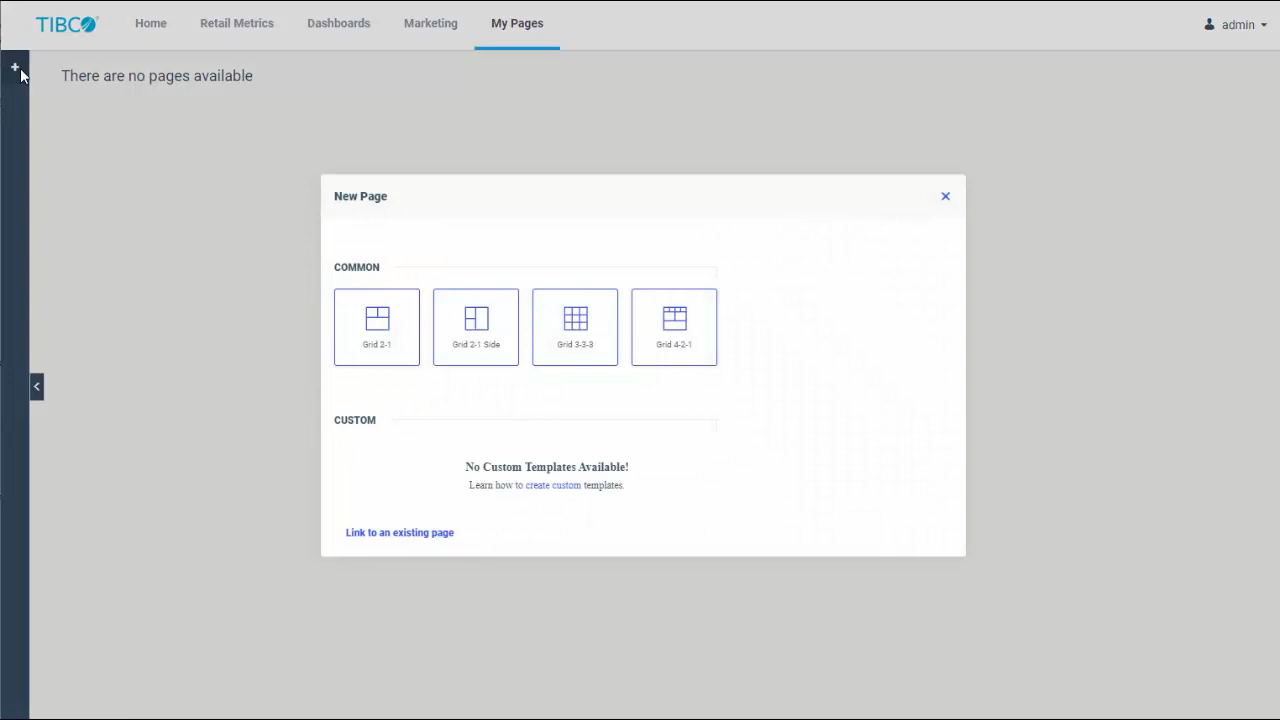 TIBCO Home Retail Metrics Dashboards Marketing My Pages admin
+
There are no pages available
New Page
COMMON
Grid 2-1 Grid 2-1 Side Grid 3-3-3 Grid 4-2-1
CUSTOM
No Custom Templates Available!
Learn how to create custom templates.
Link to an existing page